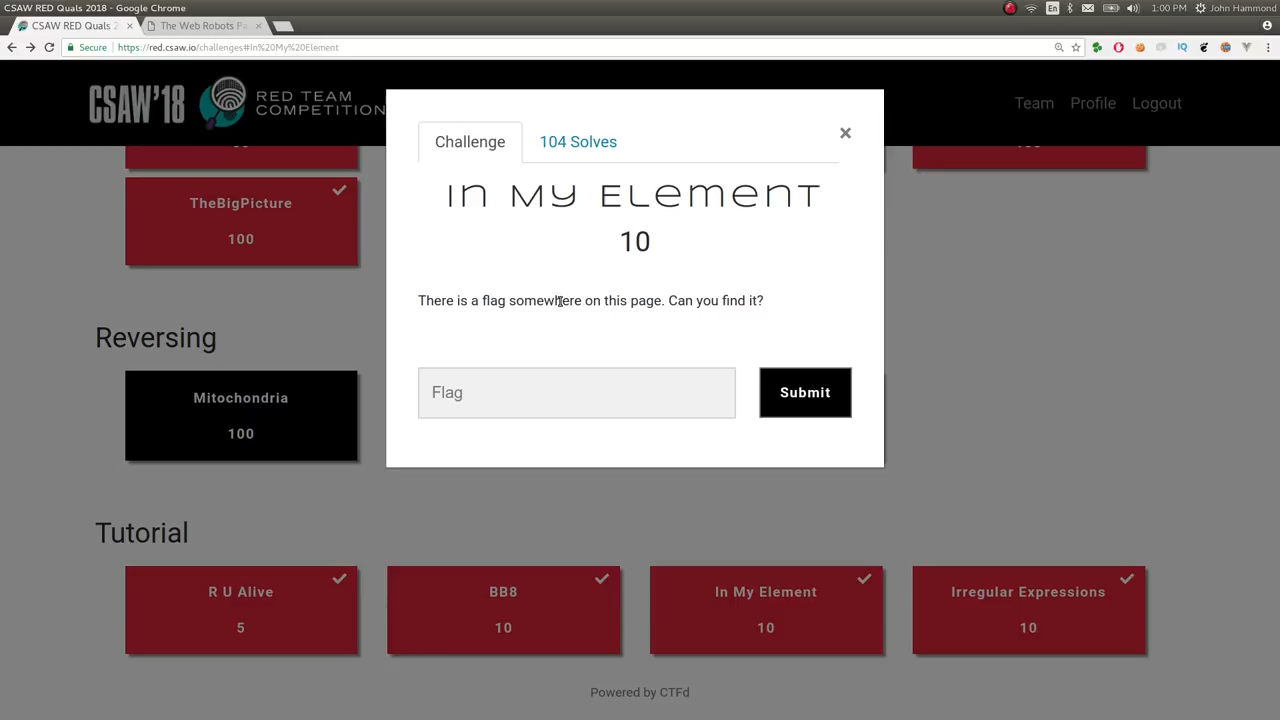 CSAW RED Quals 2018 - Google Chrome
En
1:00 PM
John Hammond
CSAW RED Quals 2
The Web Robots P
Secure
https://red.csaw.io/challenges#In%20My%20Element
CSAW'18
RED TEAM
COMPETITION
Team
Profile
Logout
Challenge
104 Solves
×
In My Element
10
There is a flag somewhere on this page. Can you find it?
Flag
Submit
TheBigPicture
100
Reversing
Mitochondria
100
Tutorial
R U Alive
5
BB8
10
In My Element
10
Irregular Expressions
10
Powered by CTFd